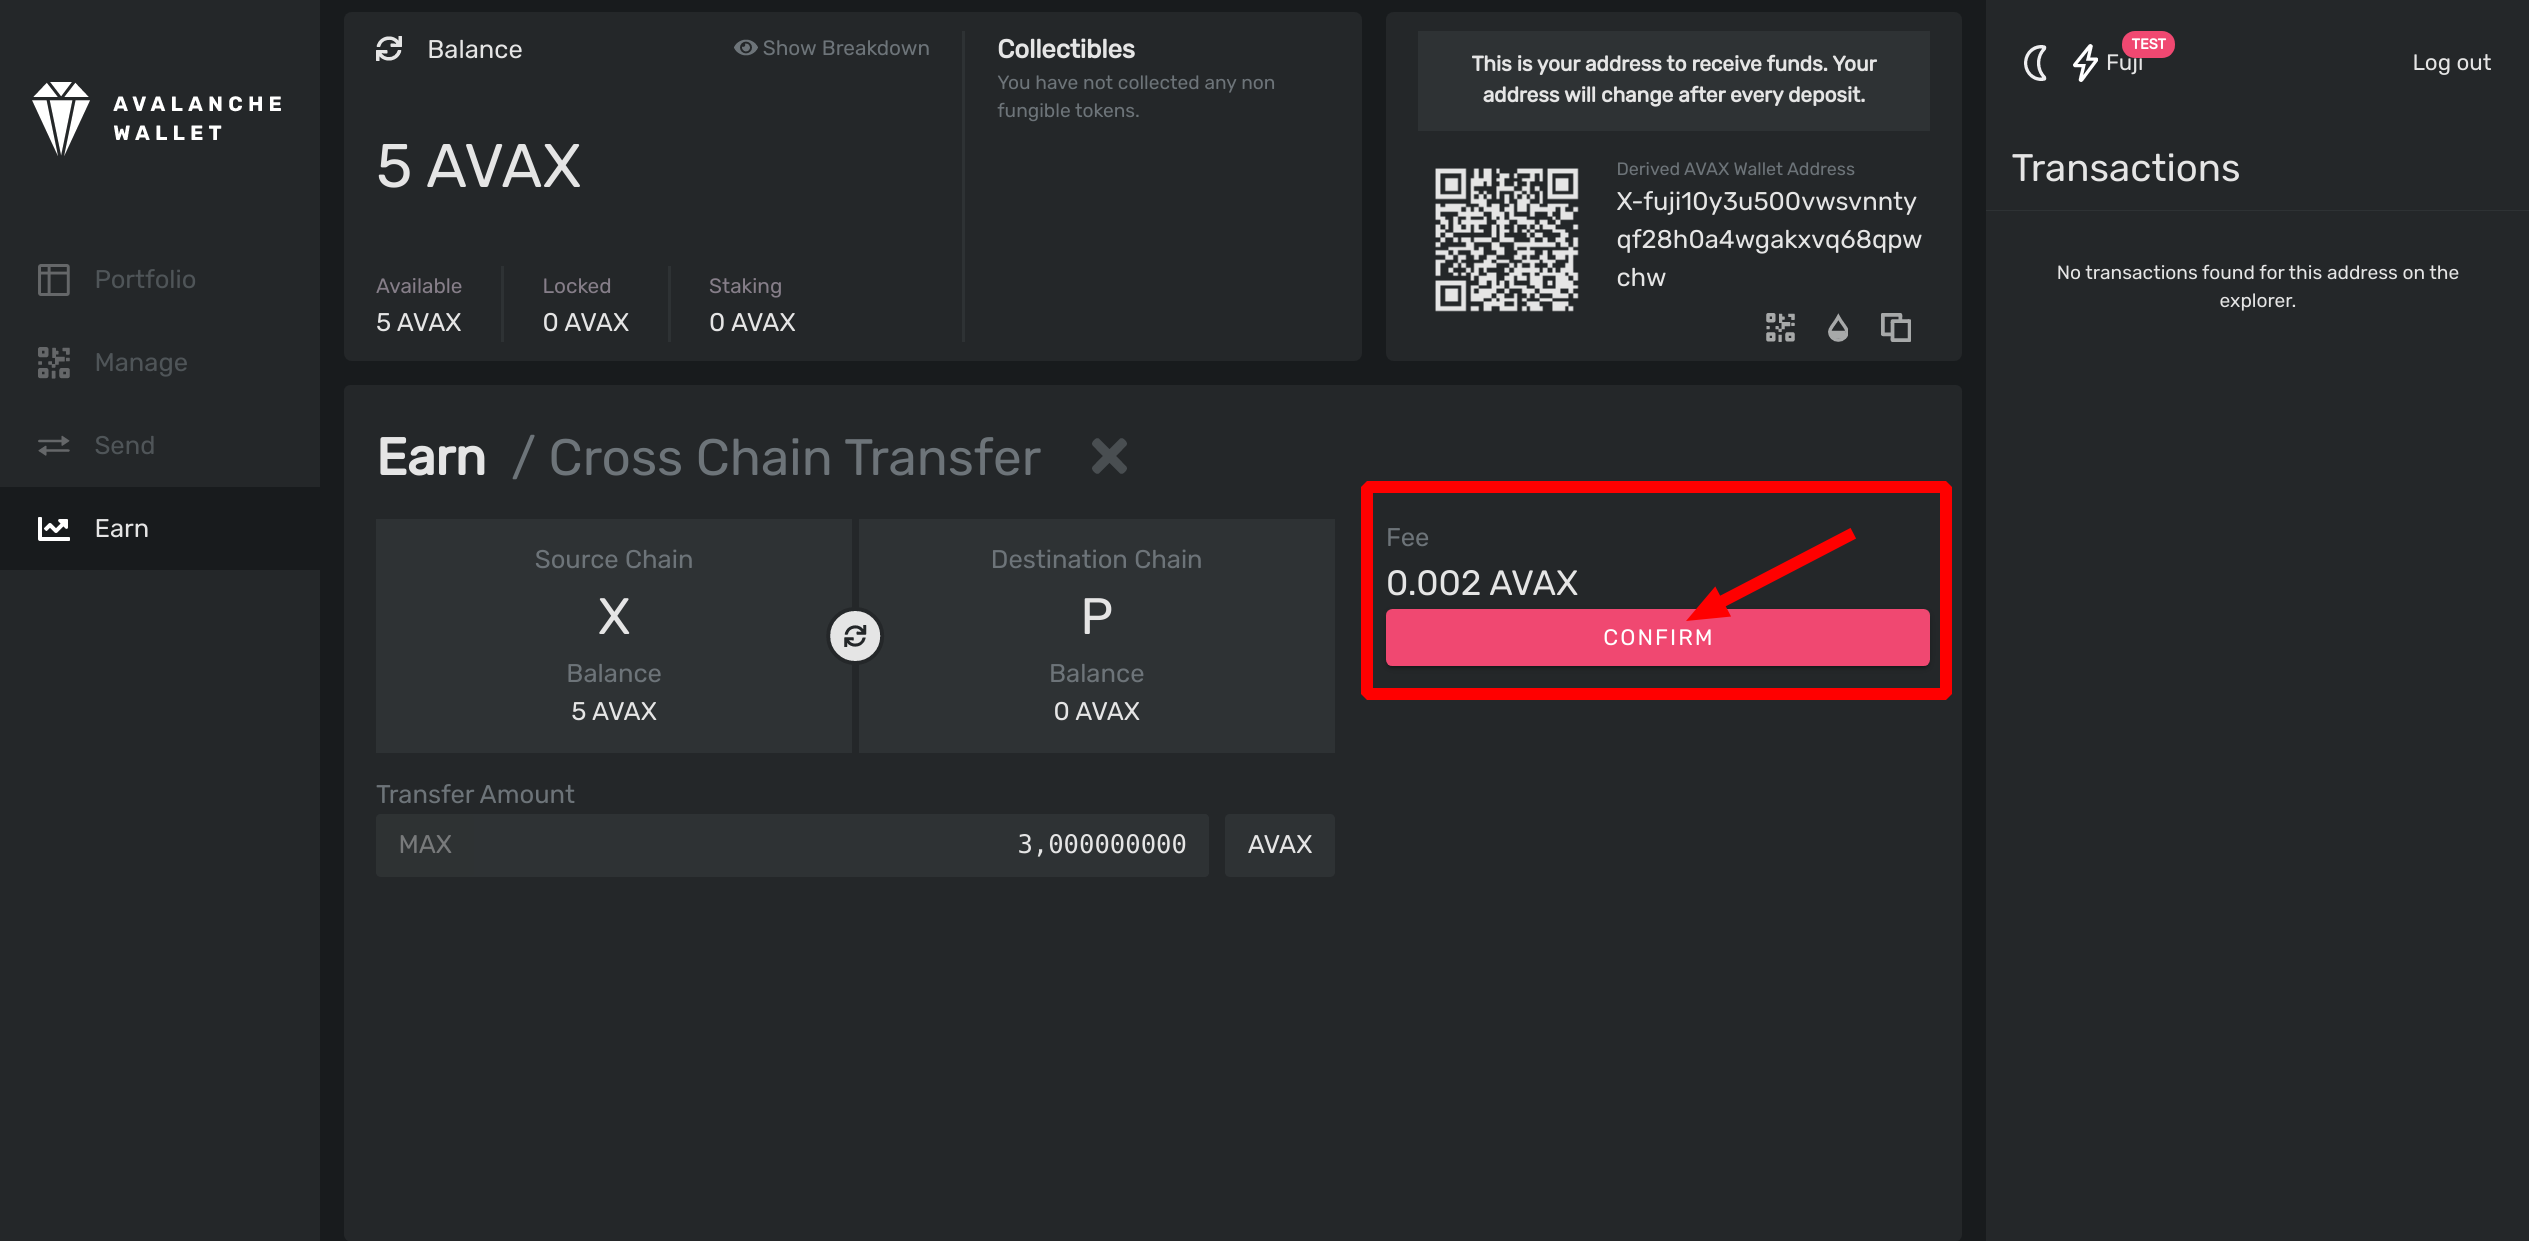 AVALANCHE
WALLET
Portfolio
Manage
Send
Earn
Balance
Show Breakdown
5 AVAX
Available
5 AVAX
Locked
0 AVAX
Staking
0 AVAX
Collectibles
You have not collected any non
fungible tokens.
This is your address to receive funds. Your
address will change after every deposit.
Derived AVAX Wallet Address
X-fuji10y3u500vwsvnnty
qf28h0a4wgakxvq68qpw
chw
Earn / Cross Chain Transfer
Source Chain
X
Balance
5 AVAX
Destination Chain
P
Balance
0 AVAX
Transfer Amount
MAX
3,000000000
AVAX
Fee
0.002 AVAX
CONFIRM
TEST
Fuji
Log out
Transactions
No transactions found for this address on the
explorer.